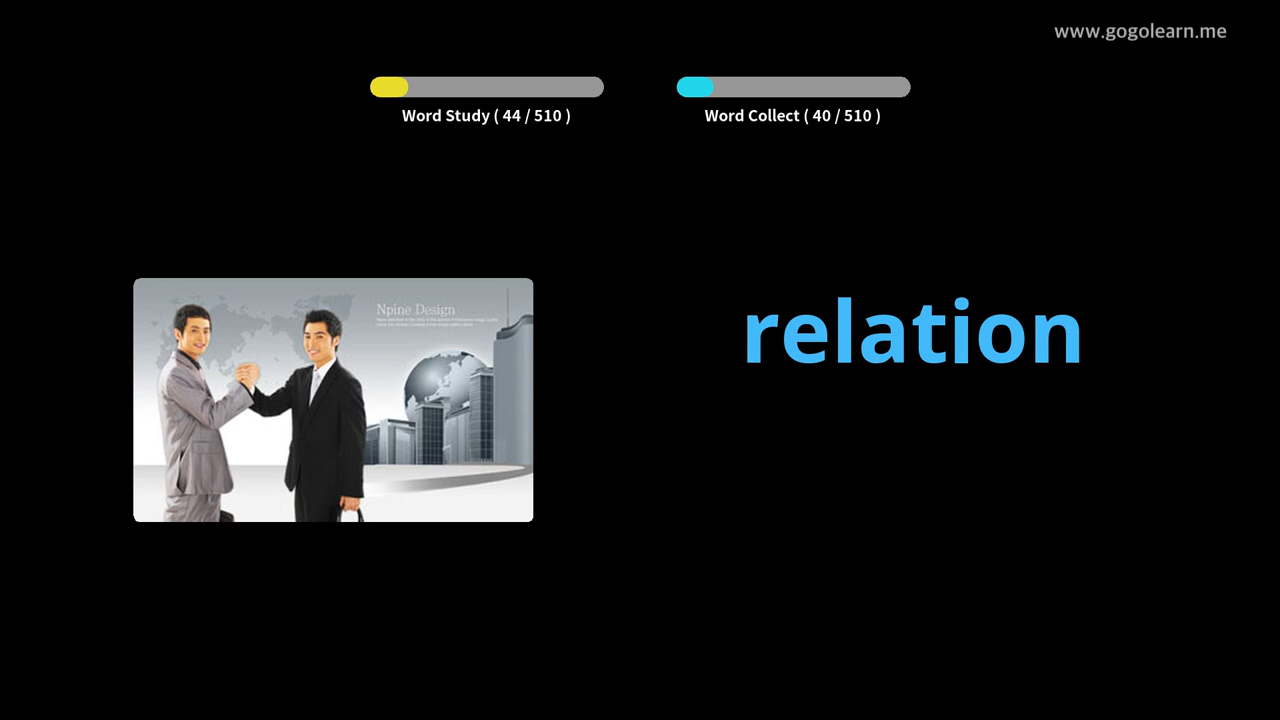 www.gogolearn.me
Word Study ( 44 / 510 )
Word Collect ( 40 / 510 )
Npine Design
relation